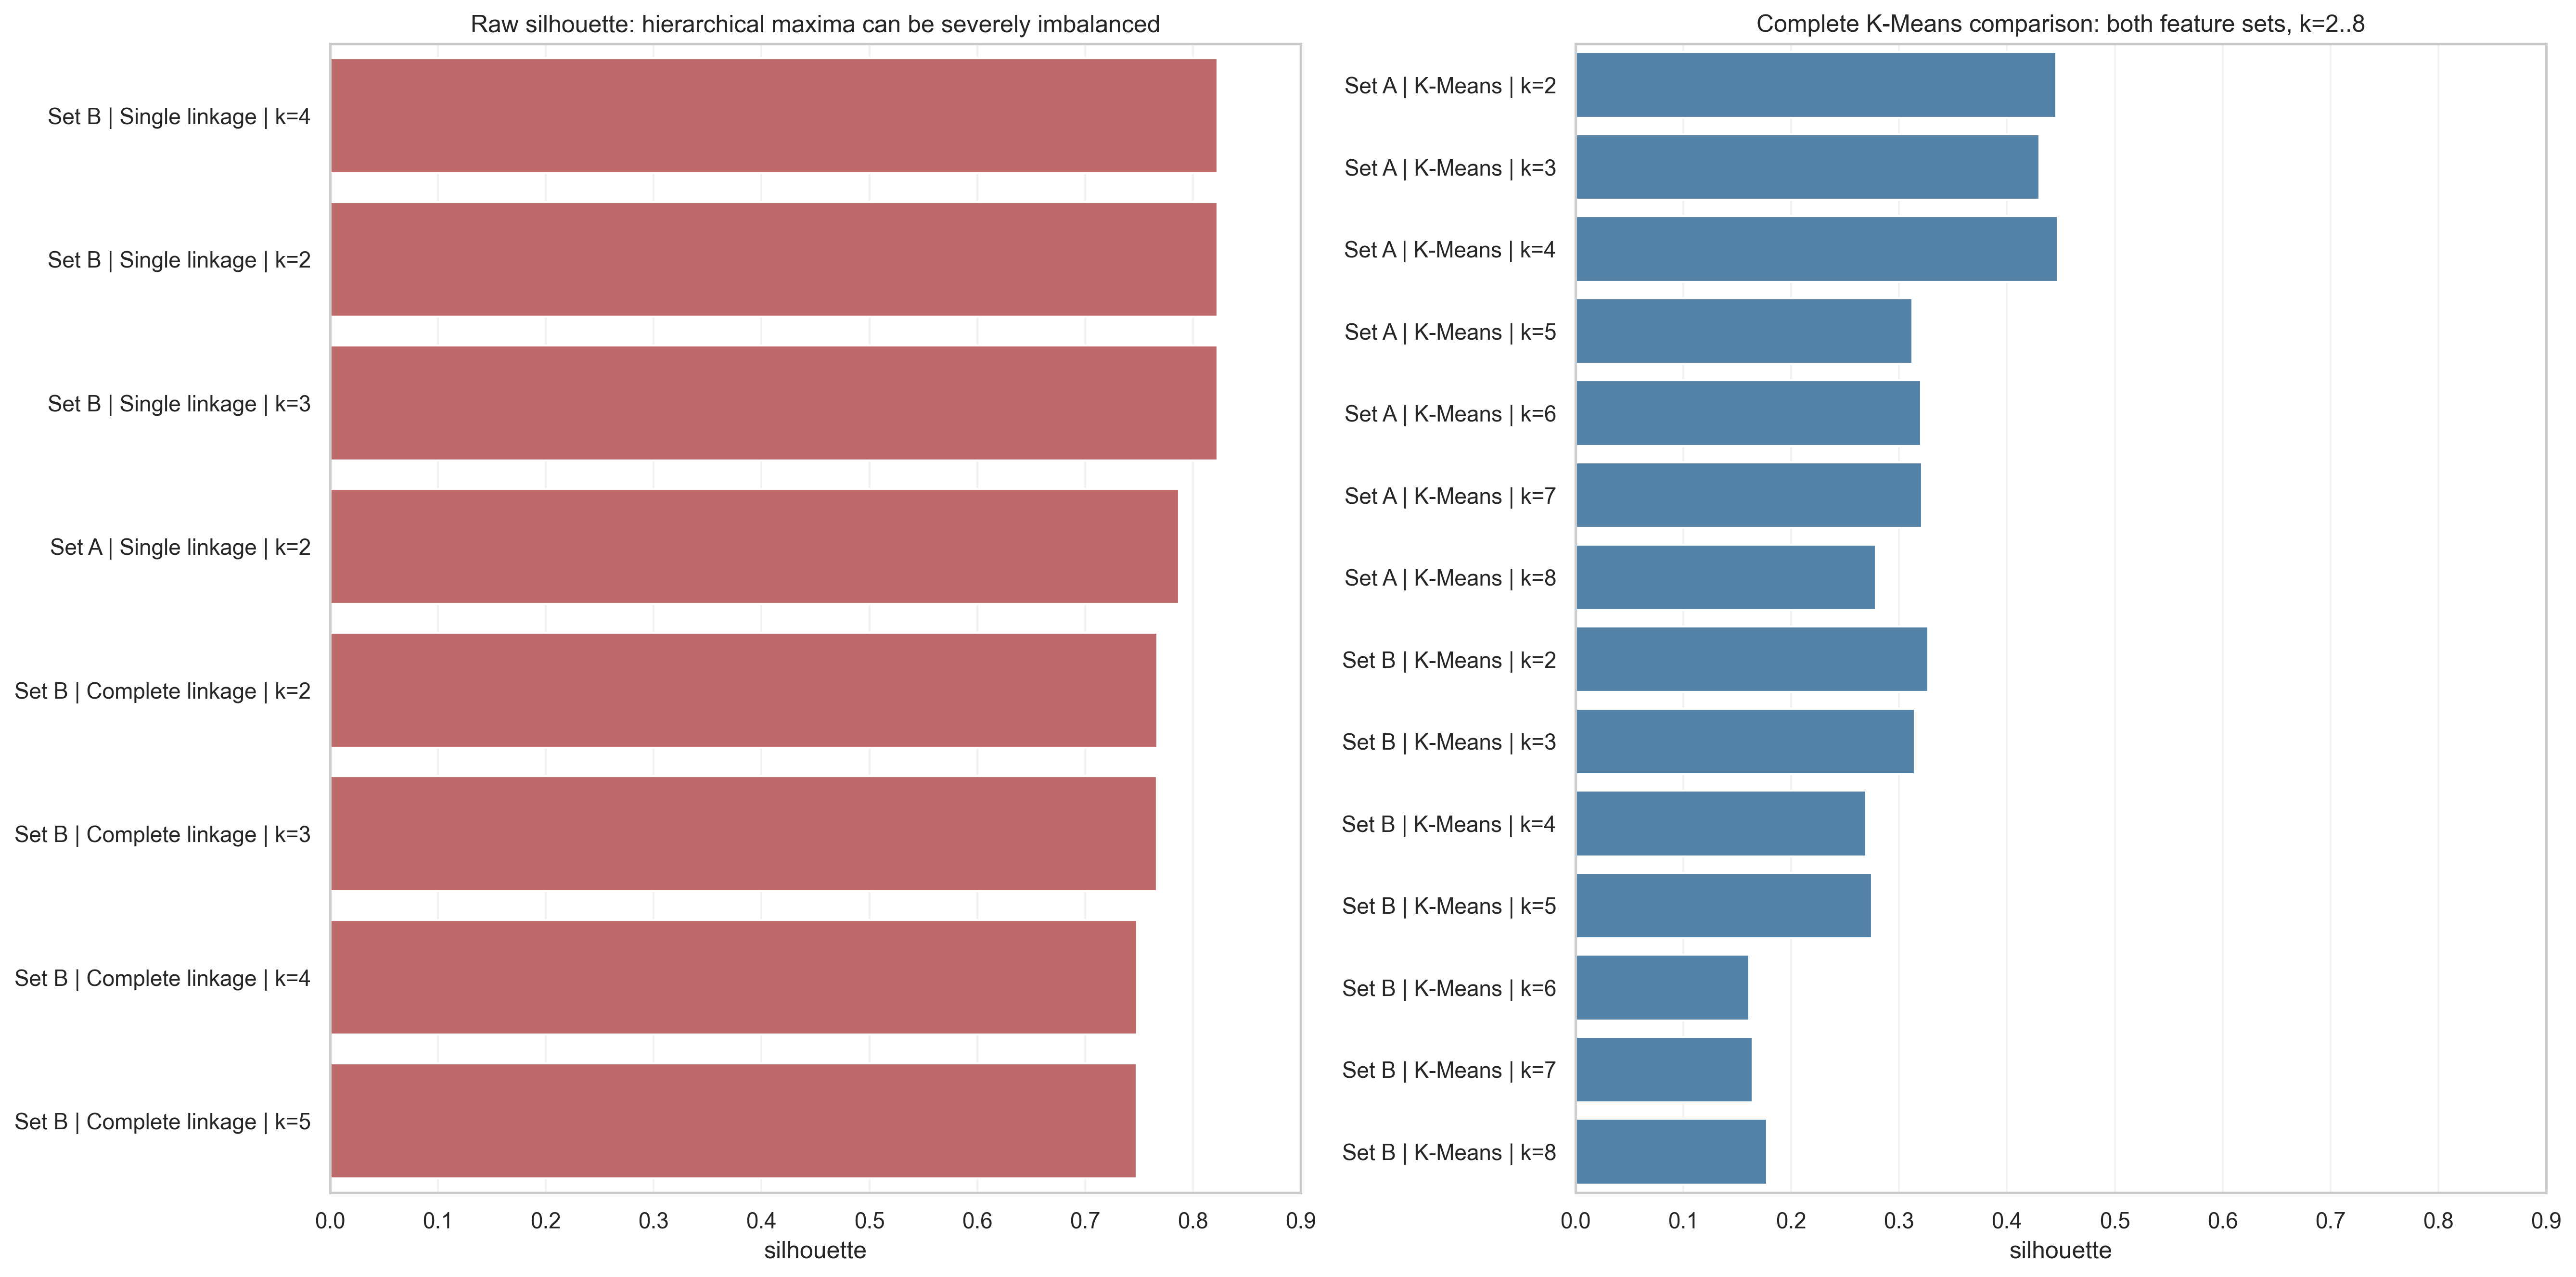 Raw silhouette: hierarchical maxima can be severely imbalanced
Set B | Single linkage | k=4
Set B | Single linkage | k=2
Set B | Single linkage | k=3
Set A | Single linkage | k=2
Set B | Complete linkage | k=2
Set B | Complete linkage | k=3
Set B | Complete linkage | k=4
Set B | Complete linkage | k=5
0.0 0.1 0.2 0.3 0.4 0.5 0.6 0.7 0.8 0.9
silhouette
Complete K-Means comparison: both feature sets, k=2..8
Set A | K-Means | k=2
Set A | K-Means | k=3
Set A | K-Means | k=4
Set A | K-Means | k=5
Set A | K-Means | k=6
Set A | K-Means | k=7
Set A | K-Means | k=8
Set B | K-Means | k=2
Set B | K-Means | k=3
Set B | K-Means | k=4
Set B | K-Means | k=5
Set B | K-Means | k=6
Set B | K-Means | k=7
Set B | K-Means | k=8
0.0 0.1 0.2 0.3 0.4 0.5 0.6 0.7 0.8 0.9
silhouette